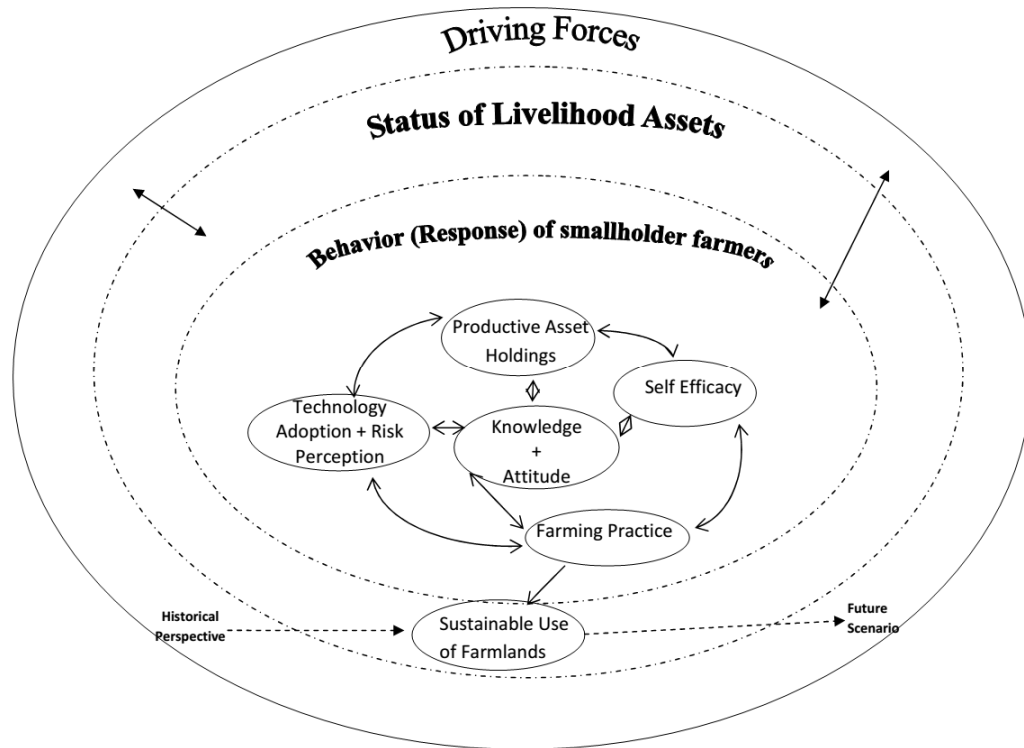 Driving Forces
Status of Livelihood Assets
Behavior (Response) of smallholder farmers
Productive Asset
Holdings
Self Efficacy
Technology
Adoption + Risk
Perception
Knowledge
+
Attitude
Farming Practice
Historical
Perspective
Sustainable Use
of Farmlands
Future
Scenario